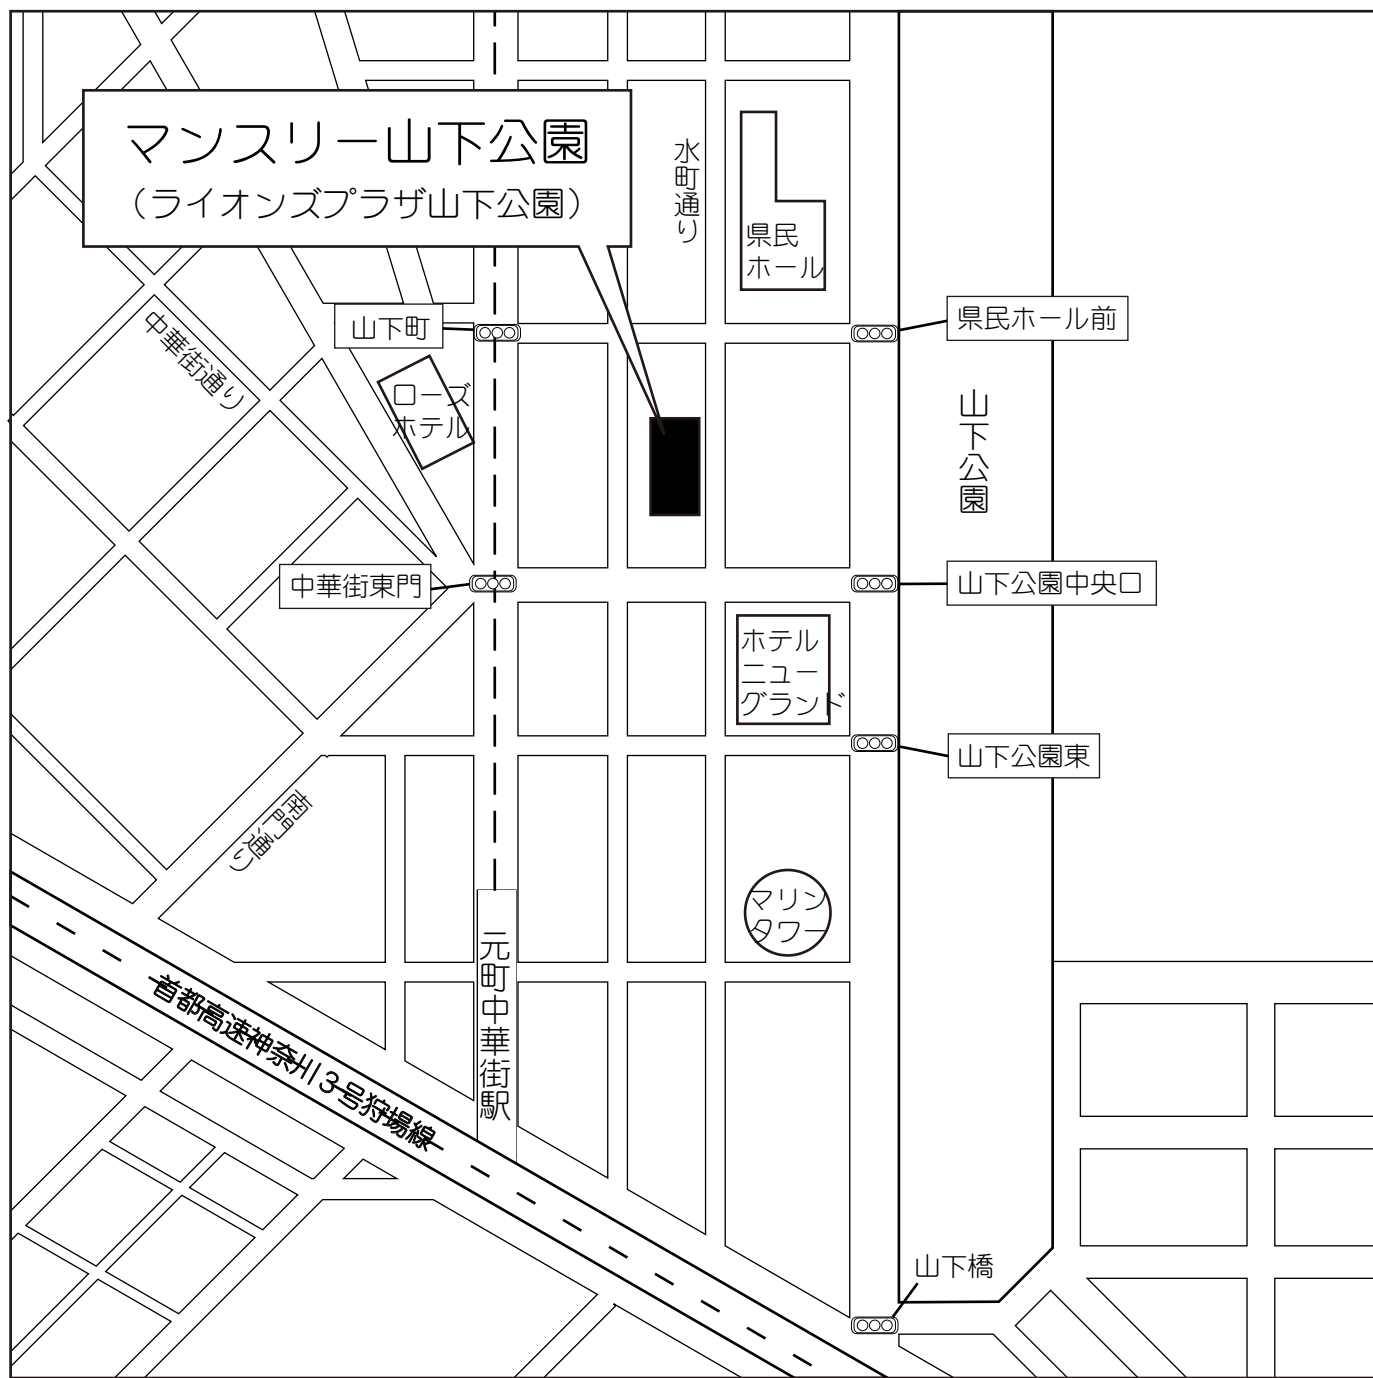 マンスリー山下公園
（ライオンズプラザ山下公園）
水町通り
県民
ホール
中華街通り
山下町
県民ホール前
ローズ
ホテル
山下公園
中華街東門
山下公園中央口
ホテル
ニュー
グランド
山下公園東
南門通り
マリン
タワー
元町中華街駅
首都高速神奈川３号狩場線
山下橋